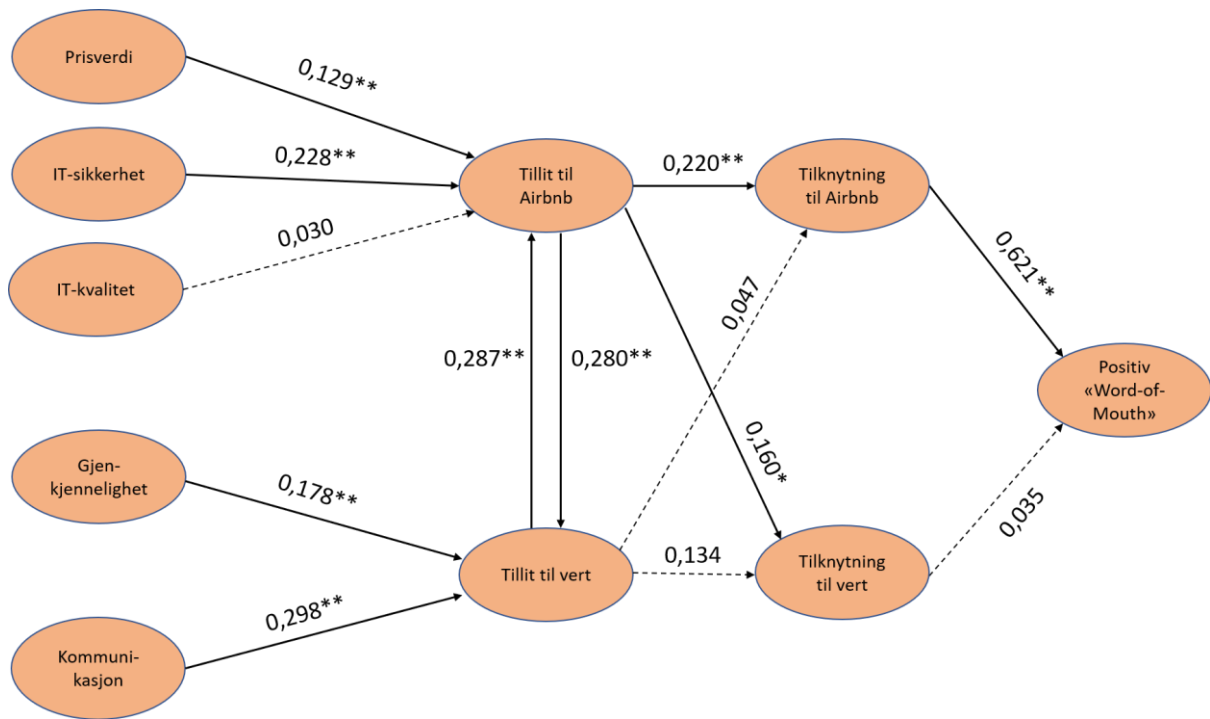 Prisverdi
0,129**
IT-sikkerhet
0,228**
IT-kvalitet
0,030
Tillit til
Airbnb
0,220**
Tilknytning
til Airbnb
0,621**
0,047
0,287**
0,280**
0,160*
Positiv
«Word-of-
Mouth»
Gjen-
kjennelighet
0,178**
Kommuni-
kasjon
0,298**
Tillit til vert
0,134
Tilknytning
til vert
0,035